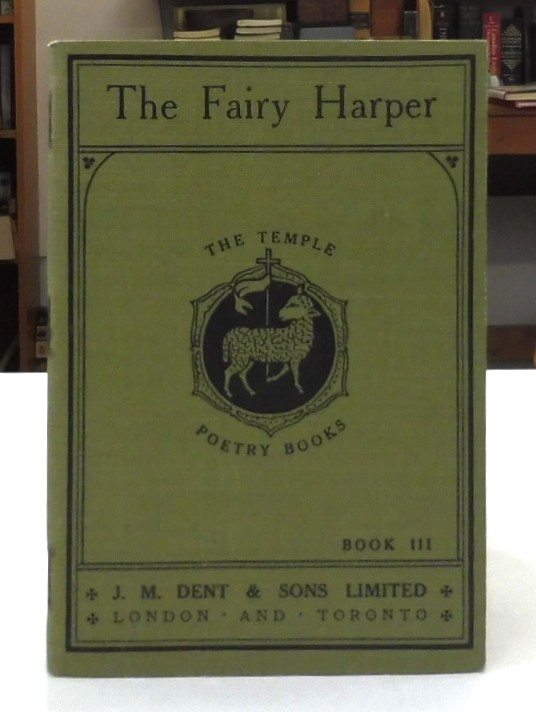 The Fairy Harper
THE TEMPLE
POETRY BOOKS
BOOK III
J. M. DENT & SONS LIMITED
LONDON · AND · TORONTO